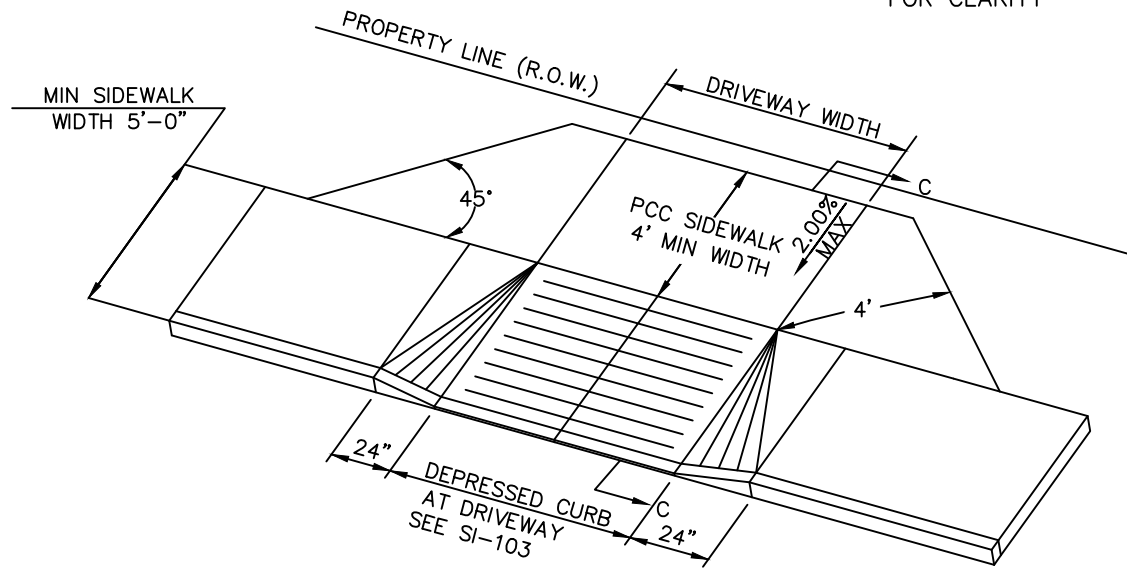 FOR CLARITY
PROPERTY LINE (R.O.W.)
DRIVEWAY WIDTH
MIN SIDEWALK
WIDTH 5'-0"
C
45°
PCC SIDEWALK
4' MIN WIDTH
2.00%
MAX
4'
24"
DEPRESSED CURB
AT DRIVEWAY
SEE SI-103
C
24"